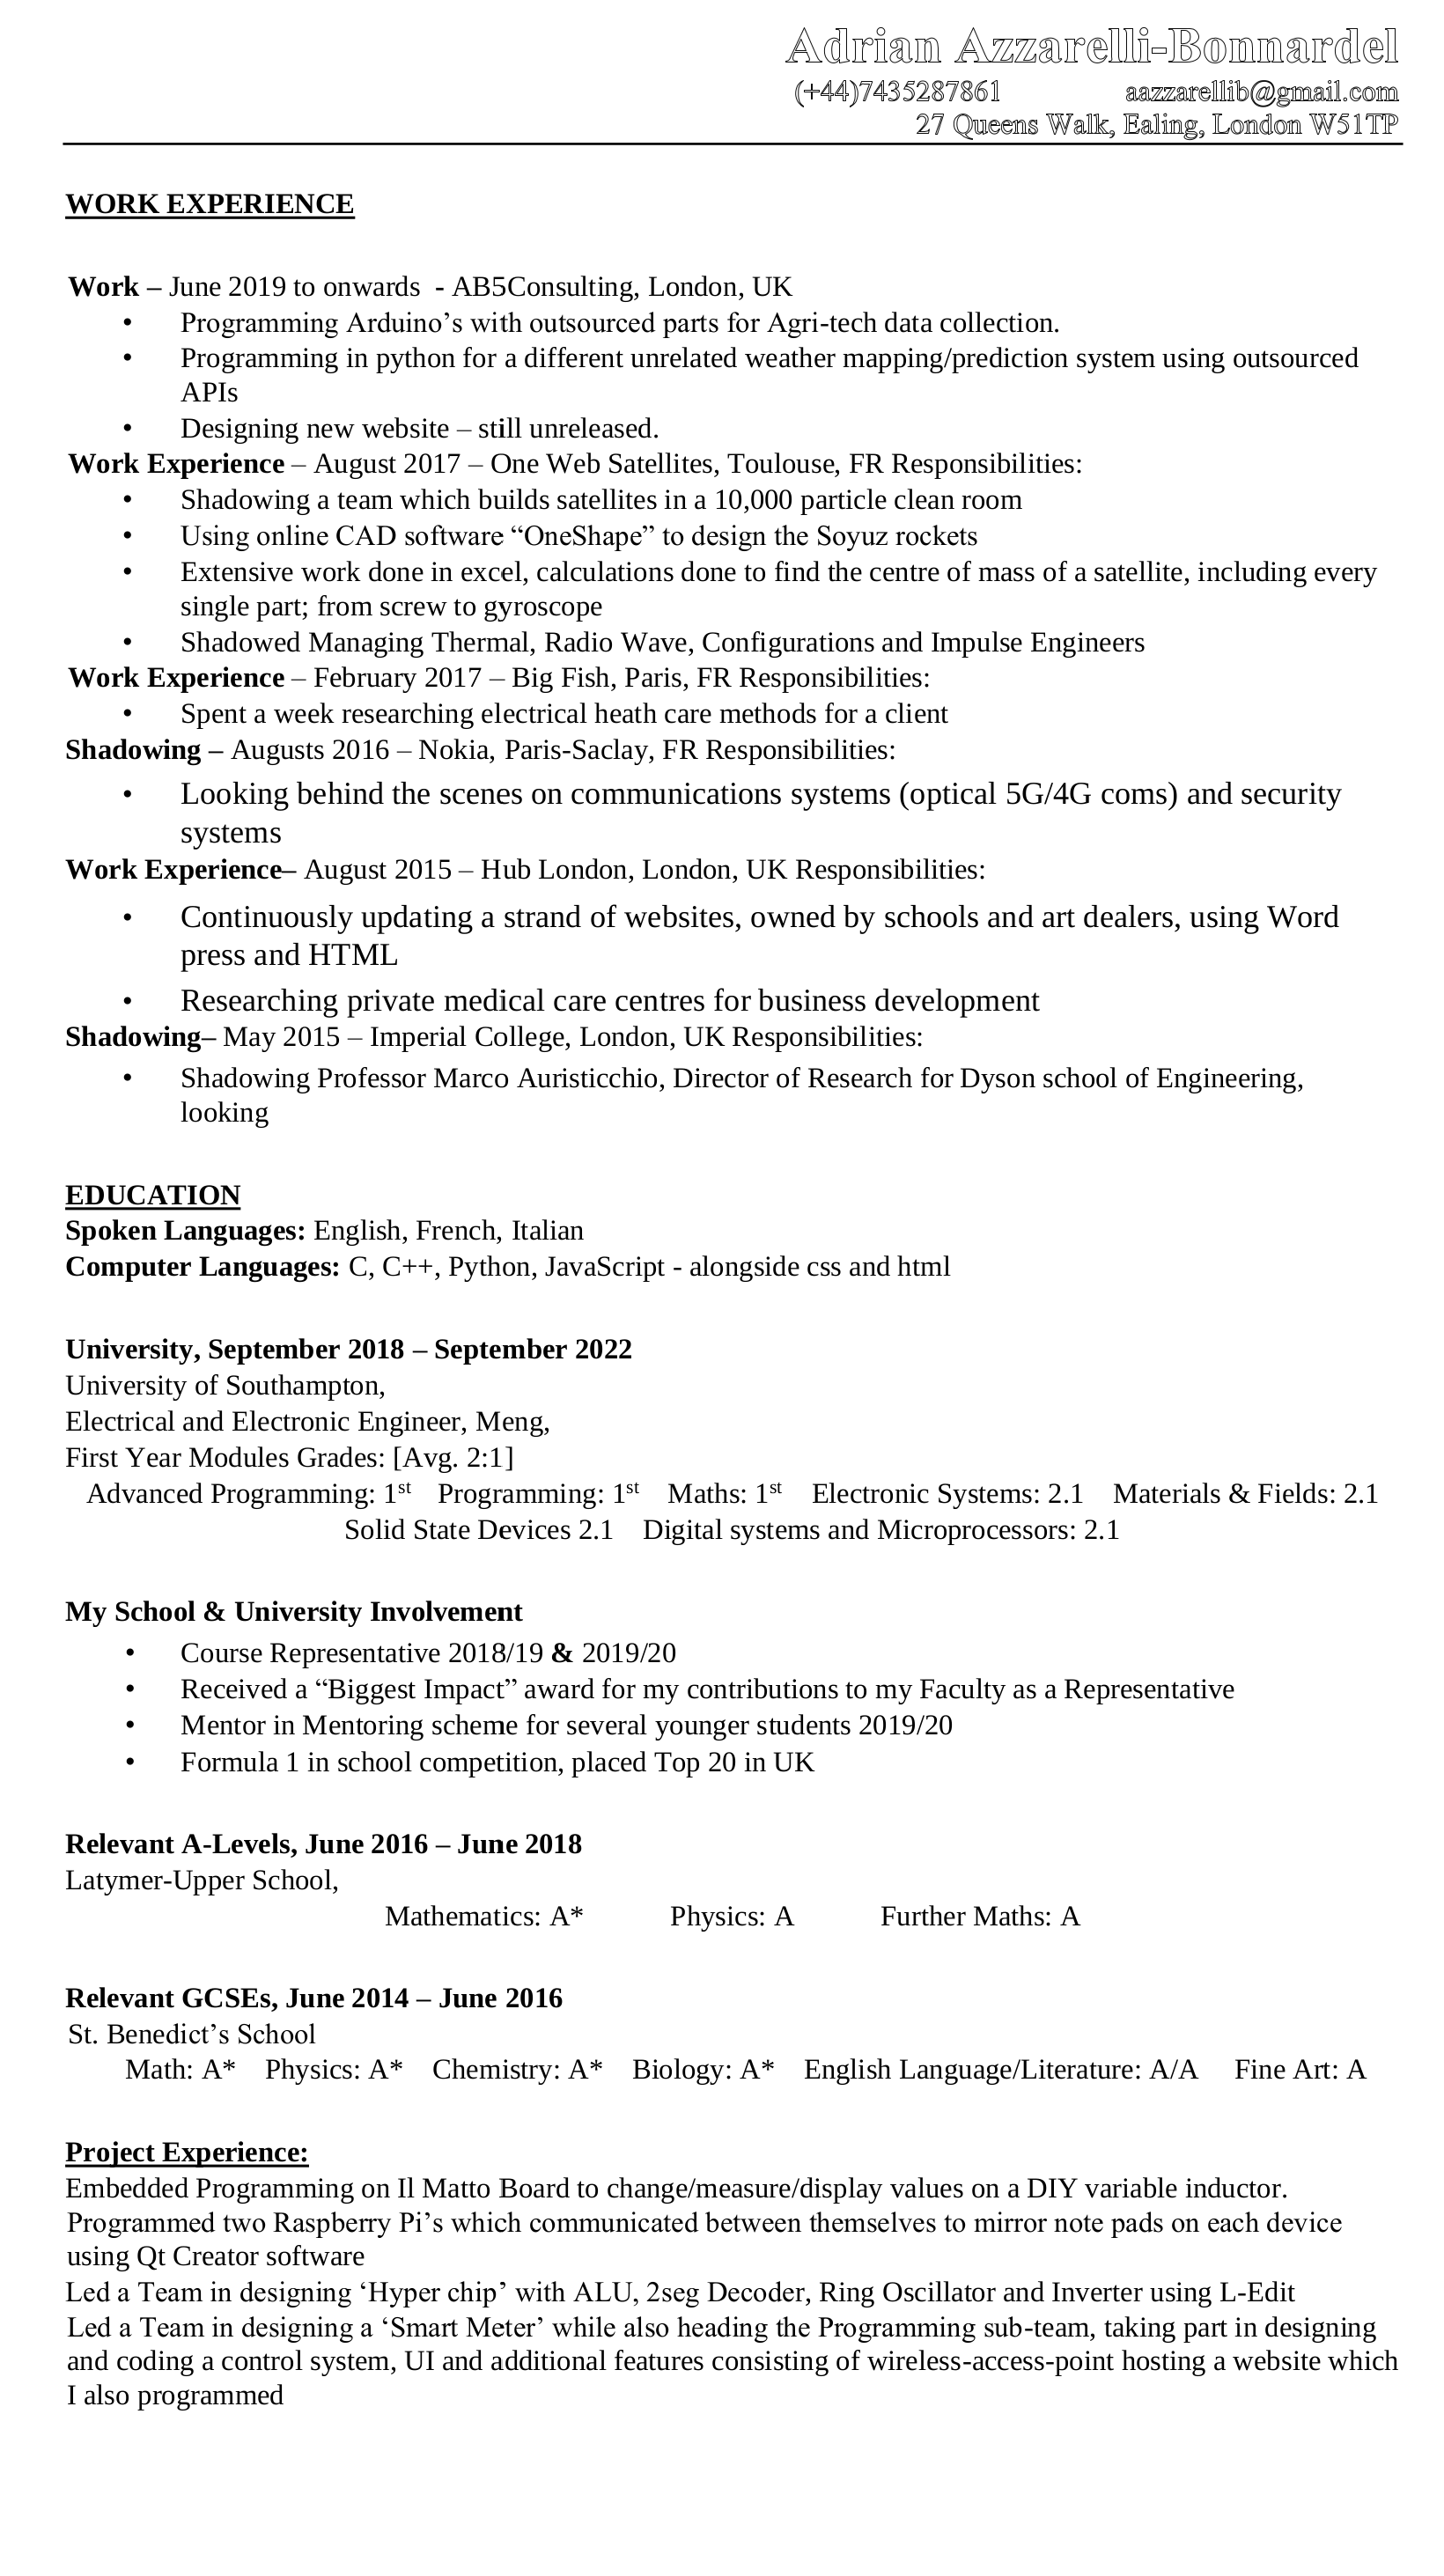 Adrian Azzarelli-Bonnardel
(+44)7435287861 aazzarellib@gmail.com
27 Queens Walk, Ealing, London W51TP
WORK EXPERIENCE
Work – June 2019 to onwards - AB5Consulting, London, UK
• Programming Arduino’s with outsourced parts for Agri-tech data collection.
• Programming in python for a different unrelated weather mapping/prediction system using outsourced
APIs
• Designing new website – still unreleased.
Work Experience – August 2017 – One Web Satellites, Toulouse, FR Responsibilities:
• Shadowing a team which builds satellites in a 10,000 particle clean room
• Using online CAD software “OneShape” to design the Soyuz rockets
• Extensive work done in excel, calculations done to find the centre of mass of a satellite, including every
single part; from screw to gyroscope
• Shadowed Managing Thermal, Radio Wave, Configurations and Impulse Engineers
Work Experience – February 2017 – Big Fish, Paris, FR Responsibilities:
• Spent a week researching electrical heath care methods for a client
Shadowing – Augusts 2016 – Nokia, Paris-Saclay, FR Responsibilities:
• Looking behind the scenes on communications systems (optical 5G/4G coms) and security
systems
Work Experience– August 2015 – Hub London, London, UK Responsibilities:
• Continuously updating a strand of websites, owned by schools and art dealers, using Word
press and HTML
• Researching private medical care centres for business development
Shadowing– May 2015 – Imperial College, London, UK Responsibilities:
• Shadowing Professor Marco Auristicchio, Director of Research for Dyson school of Engineering,
looking
EDUCATION
Spoken Languages: English, French, Italian
Computer Languages: C, C++, Python, JavaScript - alongside css and html
University, September 2018 – September 2022
University of Southampton,
Electrical and Electronic Engineer, Meng,
First Year Modules Grades: [Avg. 2:1]
Advanced Programming: 1st Programming: 1st Maths: 1st Electronic Systems: 2.1 Materials & Fields: 2.1
Solid State Devices 2.1 Digital systems and Microprocessors: 2.1
My School & University Involvement
• Course Representative 2018/19 & 2019/20
• Received a “Biggest Impact” award for my contributions to my Faculty as a Representative
• Mentor in Mentoring scheme for several younger students 2019/20
• Formula 1 in school competition, placed Top 20 in UK
Relevant A-Levels, June 2016 – June 2018
Latymer-Upper School,
Mathematics: A* Physics: A Further Maths: A
Relevant GCSEs, June 2014 – June 2016
St. Benedict’s School
Math: A* Physics: A* Chemistry: A* Biology: A* English Language/Literature: A/A Fine Art: A
Project Experience:
Embedded Programming on Il Matto Board to change/measure/display values on a DIY variable inductor.
Programmed two Raspberry Pi’s which communicated between themselves to mirror note pads on each device
using Qt Creator software
Led a Team in designing ‘Hyper chip’ with ALU, 2seg Decoder, Ring Oscillator and Inverter using L-Edit
Led a Team in designing a ‘Smart Meter’ while also heading the Programming sub-team, taking part in designing
and coding a control system, UI and additional features consisting of wireless-access-point hosting a website which
I also programmed